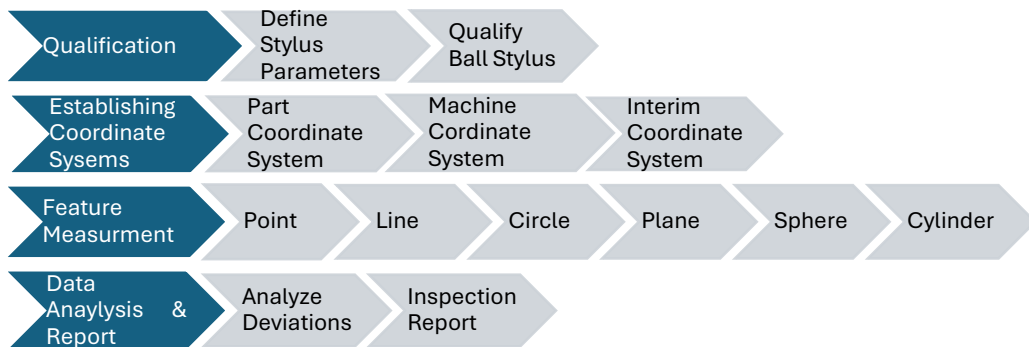 Qualification
Define
Stylus
Parameters
Qualify
Ball Stylus
Establishing
Coordinate
Sysems
Part
Coordinate
System
Machine
Cordinate
System
Interim
Coordinate
System
Feature
Measurment
Point
Line
Circle
Plane
Sphere
Cylinder
Data
Anaylysis &
Report
Analyze
Deviations
Inspection
Report